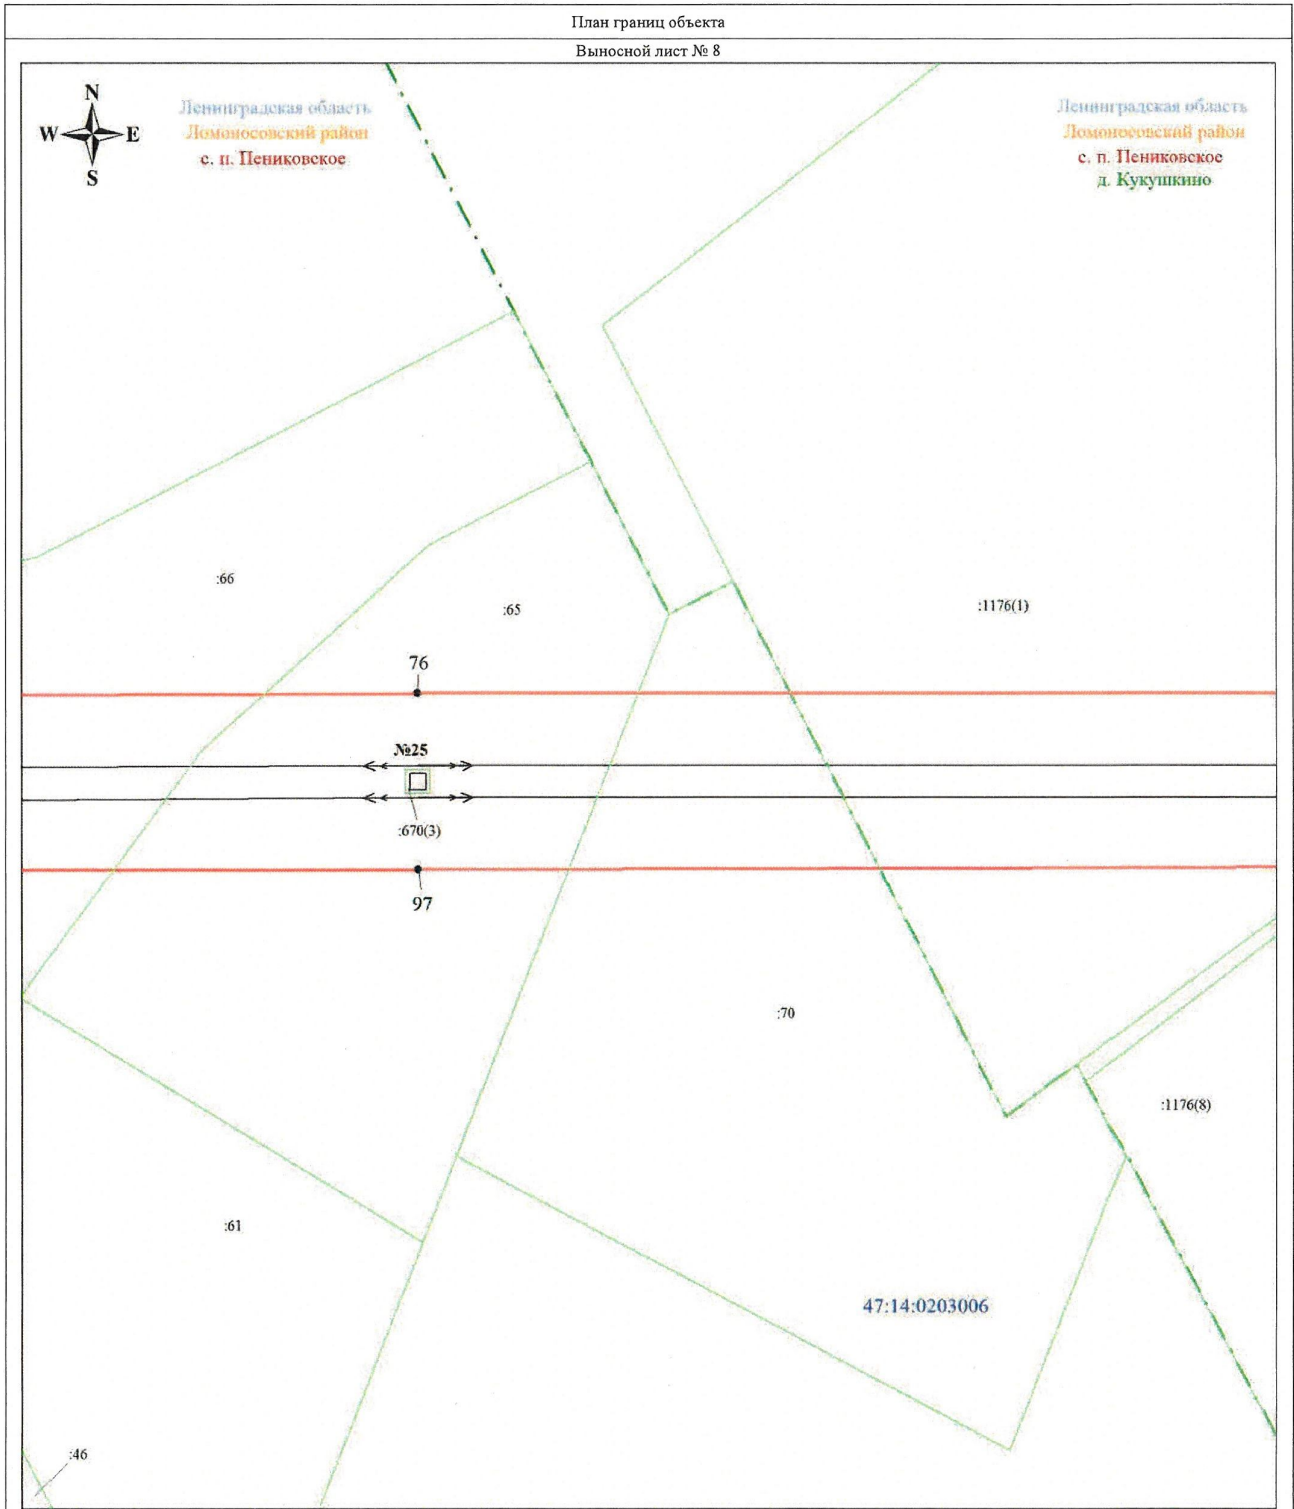 План границ объекта
Выносной лист № 8
N
W E
S
Ленинградская область
Ломоносовский район
с. п. Пениковское
Ленинградская область
Ломоносовский район
с. п. Пениковское
д. Кукушкино
:66
:65
:1176(1)
76
№25
:670(3)
97
:70
:1176(8)
:61
47:14:0203006
:46